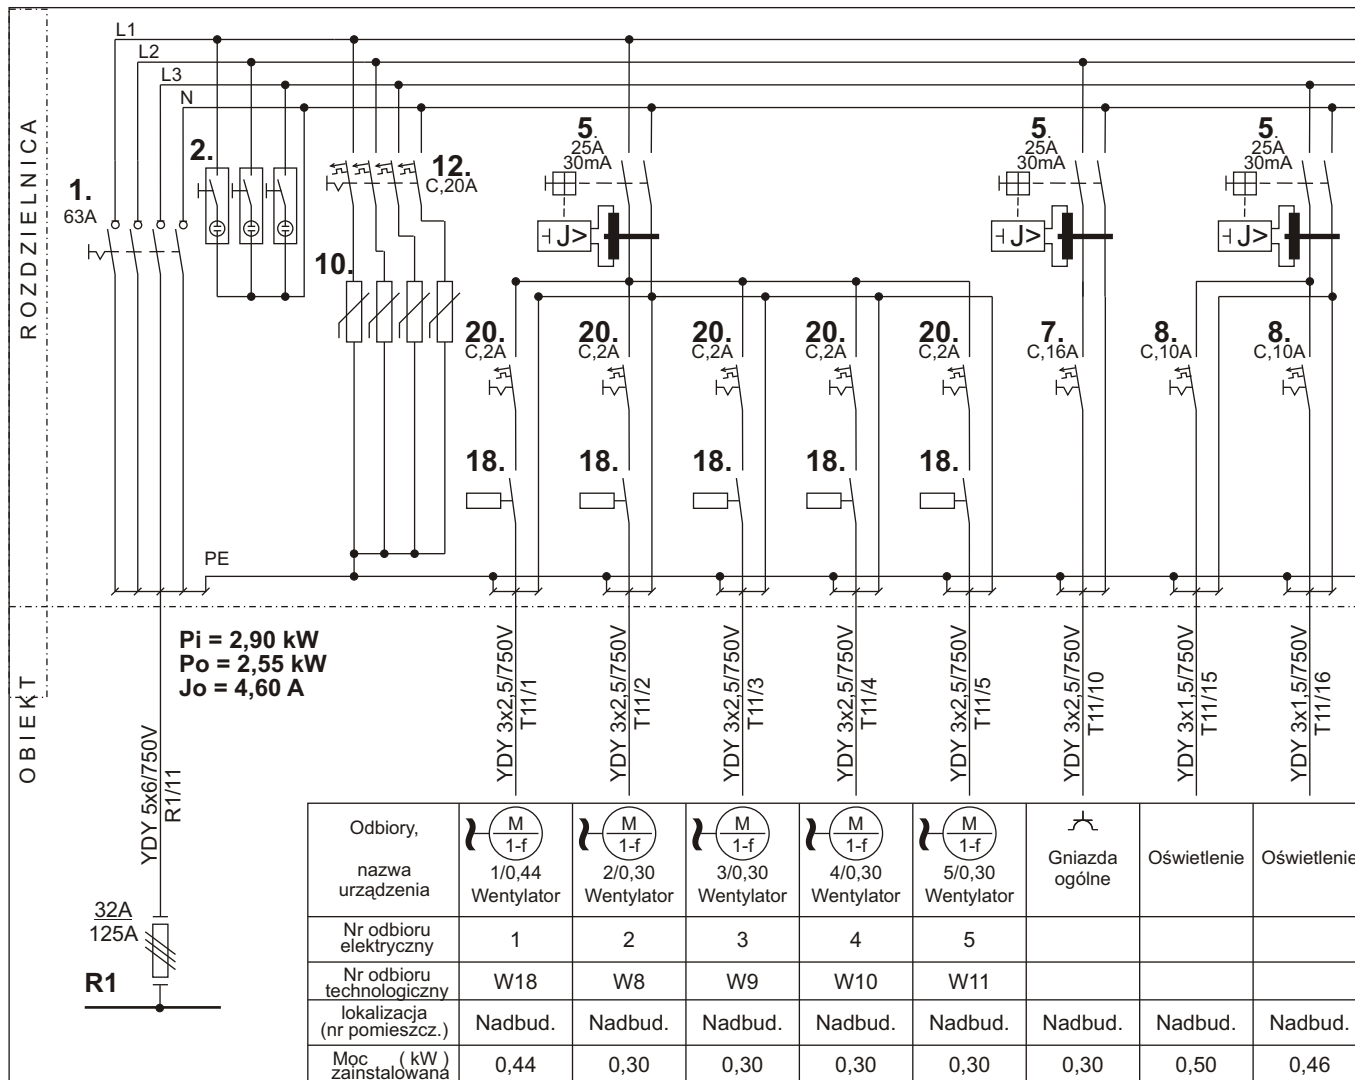 ROZDZIELNICA
OBIEKT
L1
L2
L3
N
1.
63A
2.
12.
C,20A
10.
5.
25A
30mA
J>
5.
25A
30mA
J>
5.
25A
30mA
J>
20.
C,2A
20.
C,2A
20.
C,2A
20.
C,2A
20.
C,2A
7.
C,16A
8.
C,10A
8.
C,10A
18.
18.
18.
18.
18.
PE
Pi = 2,90 kW
Po = 2,55 kW
Jo = 4,60 A
YDY 5x6/750V
R1/11
32A
125A
R1
YDY 3x2,5/750V
T11/1
YDY 3x2,5/750V
T11/2
YDY 3x2,5/750V
T11/3
YDY 3x2,5/750V
T11/4
YDY 3x2,5/750V
T11/5
YDY 3x2,5/750V
T11/10
YDY 3x1,5/750V
T11/15
YDY 3x1,5/750V
T11/16
Odbiory,
nazwa
urządzenia
M
1-f
1/0,44
Wentylator
M
1-f
2/0,30
Wentylator
M
1-f
3/0,30
Wentylator
M
1-f
4/0,30
Wentylator
M
1-f
5/0,30
Wentylator
Gniazda
ogólne
Oświetlenie
Oświetlenie
Nr odbioru
elektryczny
1
2
3
4
5
Nr odbioru
technologiczny
W18
W8
W9
W10
W11
lokalizacja
(nr pomieszcz.)
Nadbud.
Nadbud.
Nadbud.
Nadbud.
Nadbud.
Nadbud.
Nadbud.
Nadbud.
Moc ( kW )
zainstalowana
0,44
0,30
0,30
0,30
0,30
0,30
0,50
0,46